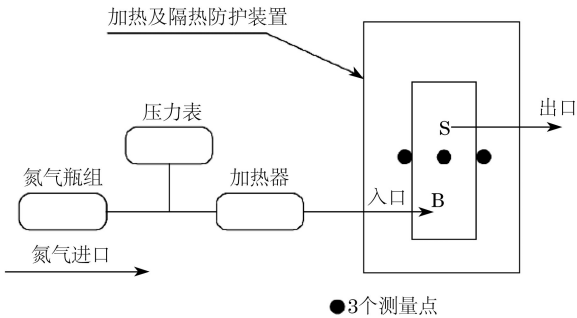 加热及隔热防护装置
压力表
出口
S
氮气瓶组
加热器
入口
B
氮气进口
3个测量点